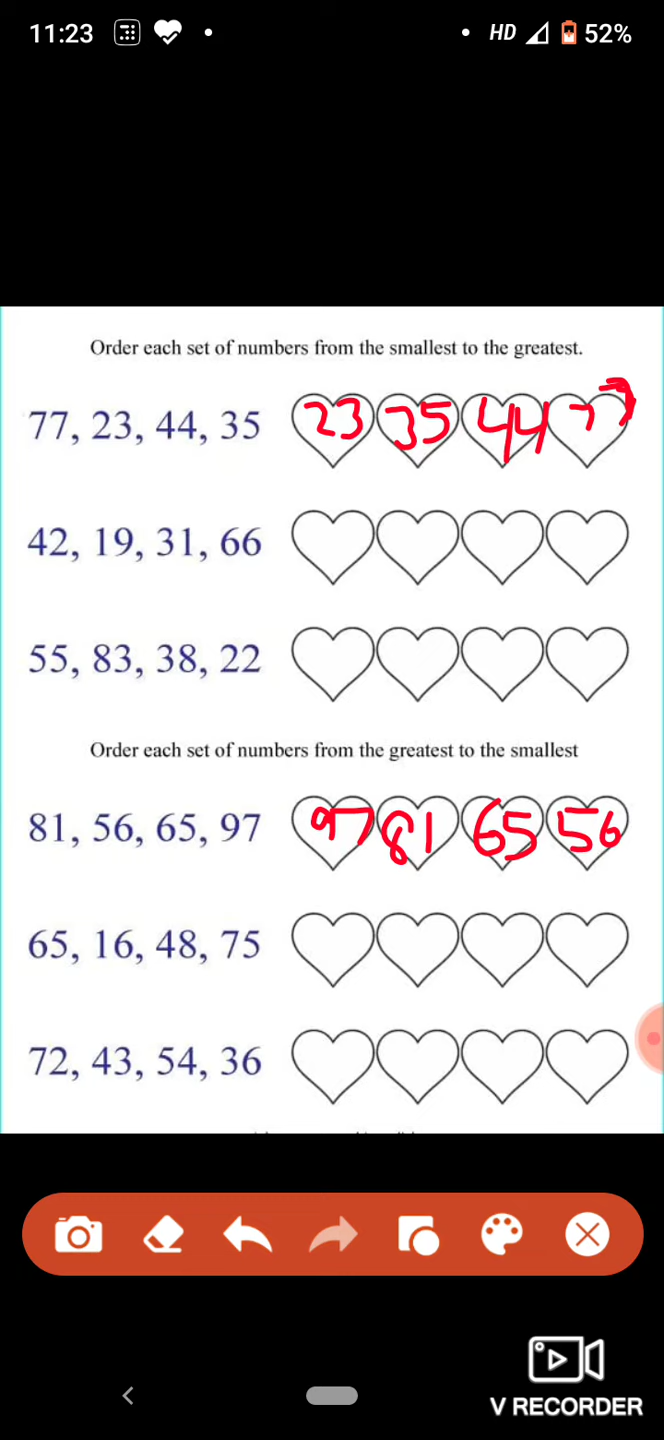 11:23 HD 52%
Order each set of numbers from the smallest to the greatest.
77, 23, 44, 35 23 35 44 77
42, 19, 31, 66
55, 83, 38, 22
Order each set of numbers from the greatest to the smallest
81, 56, 65, 97 97 81 65 56
65, 16, 48, 75
72, 43, 54, 36
V RECORDER